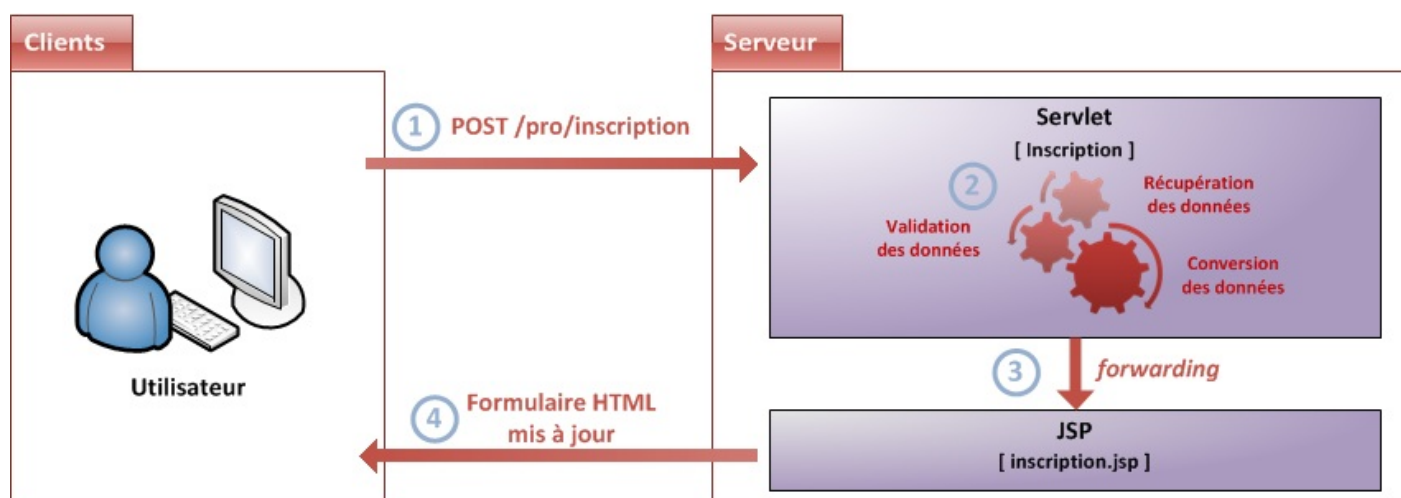 Clients
Serveur
1
POST /pro/inscription
Servlet
[ Inscription ]
2
Récupération
des données
Validation
des données
Conversion
des données
3
forwarding
Utilisateur
4
Formulaire HTML
mis à jour
JSP
[ inscription.jsp ]